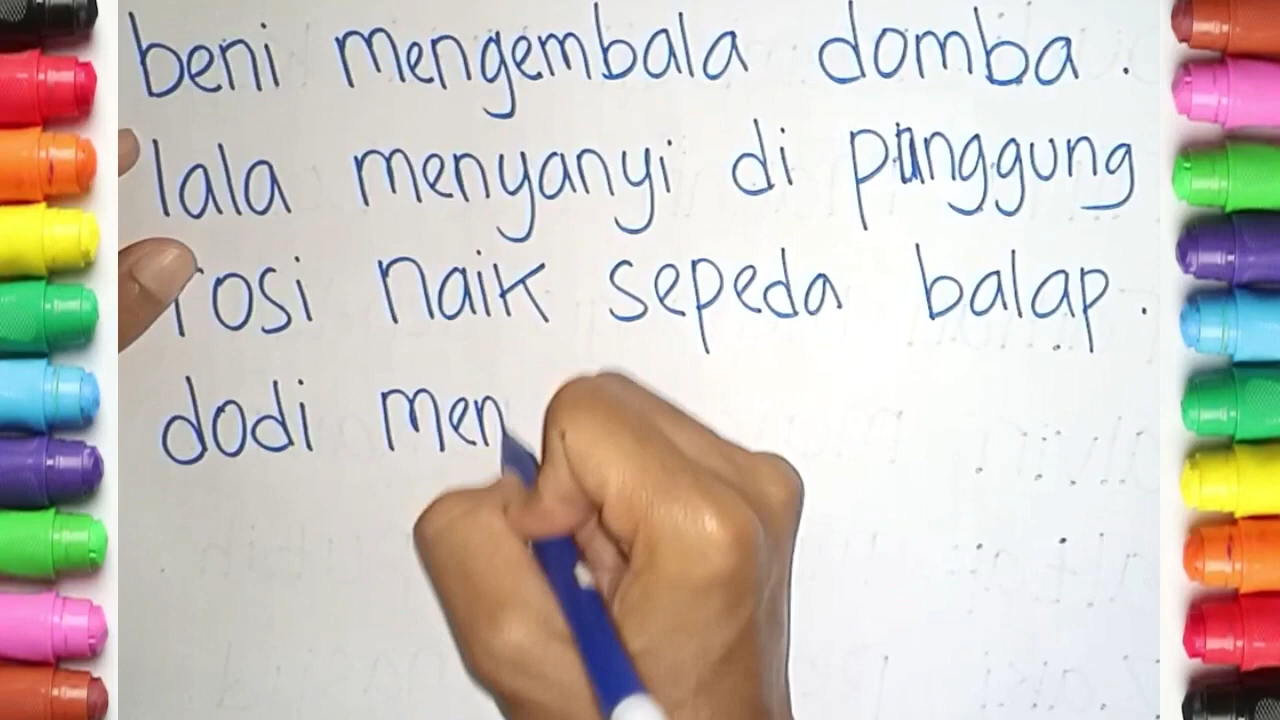 beni mengembala domba.
lala menyanyi di panggung
rosi naik sepeda balap.
dodi men